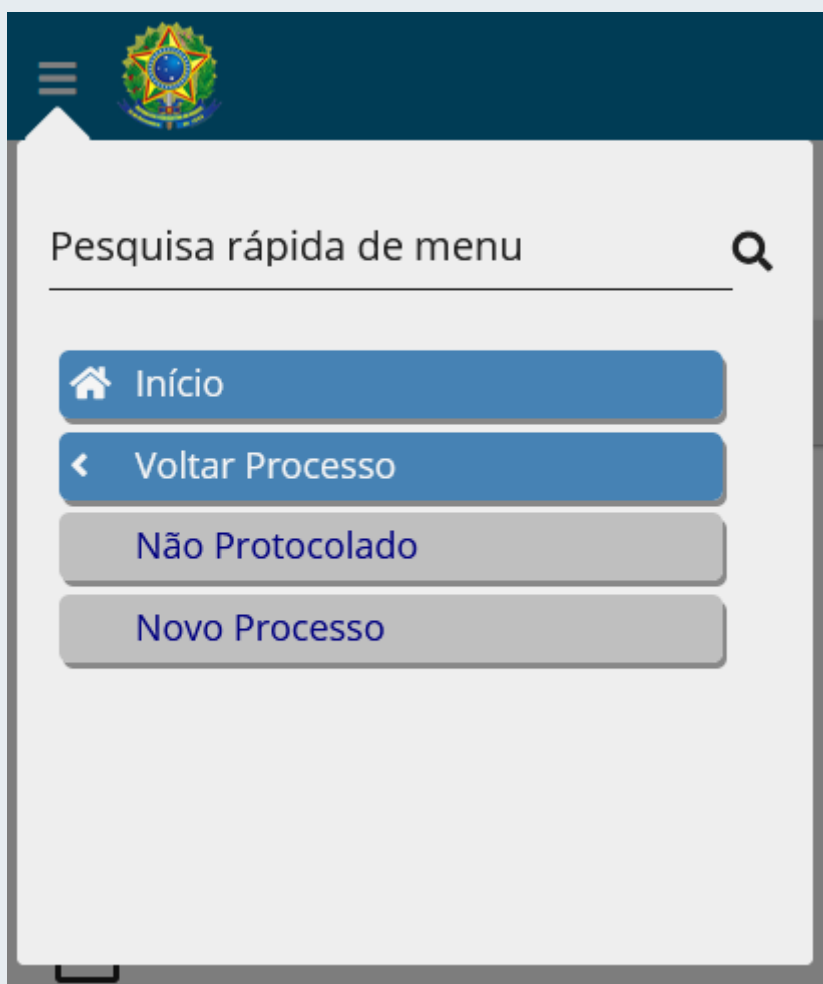 Pesquisa rápida de menu
Início
Voltar Processo
Não Protocolado
Novo Processo